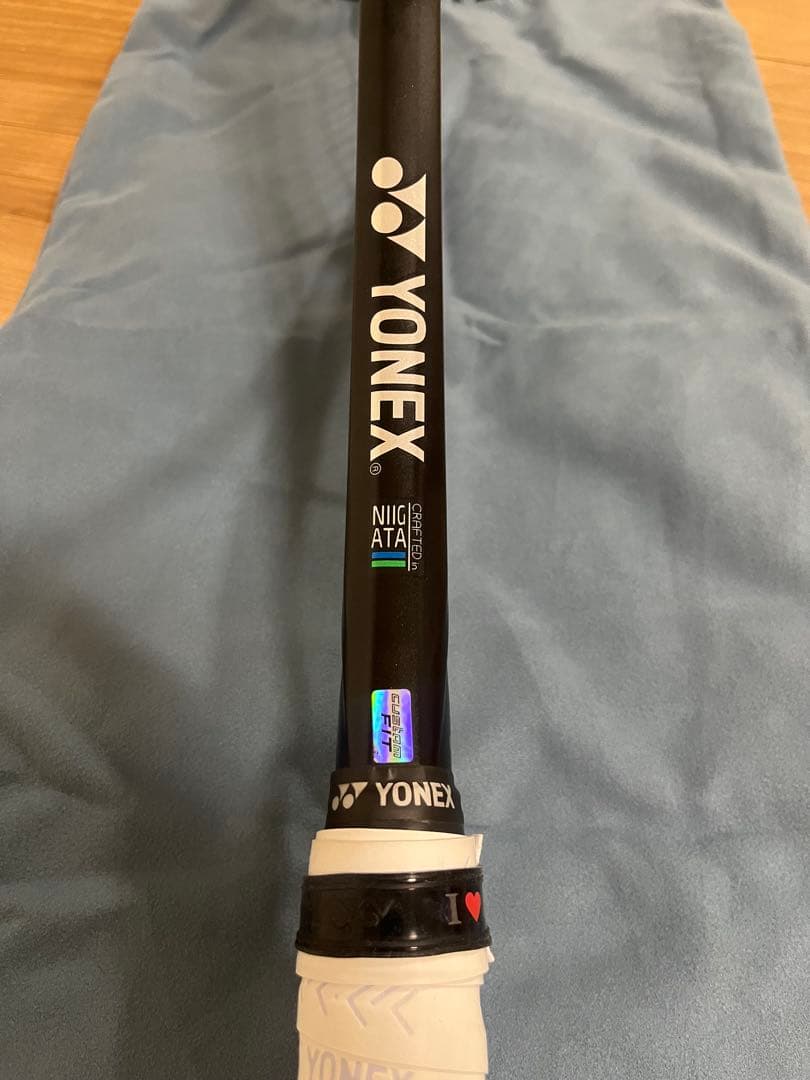 YONEX
®
NIIG
ATA
CRAFTED in
CUSTOM
FIT
YONEX
I ♥
YONEX